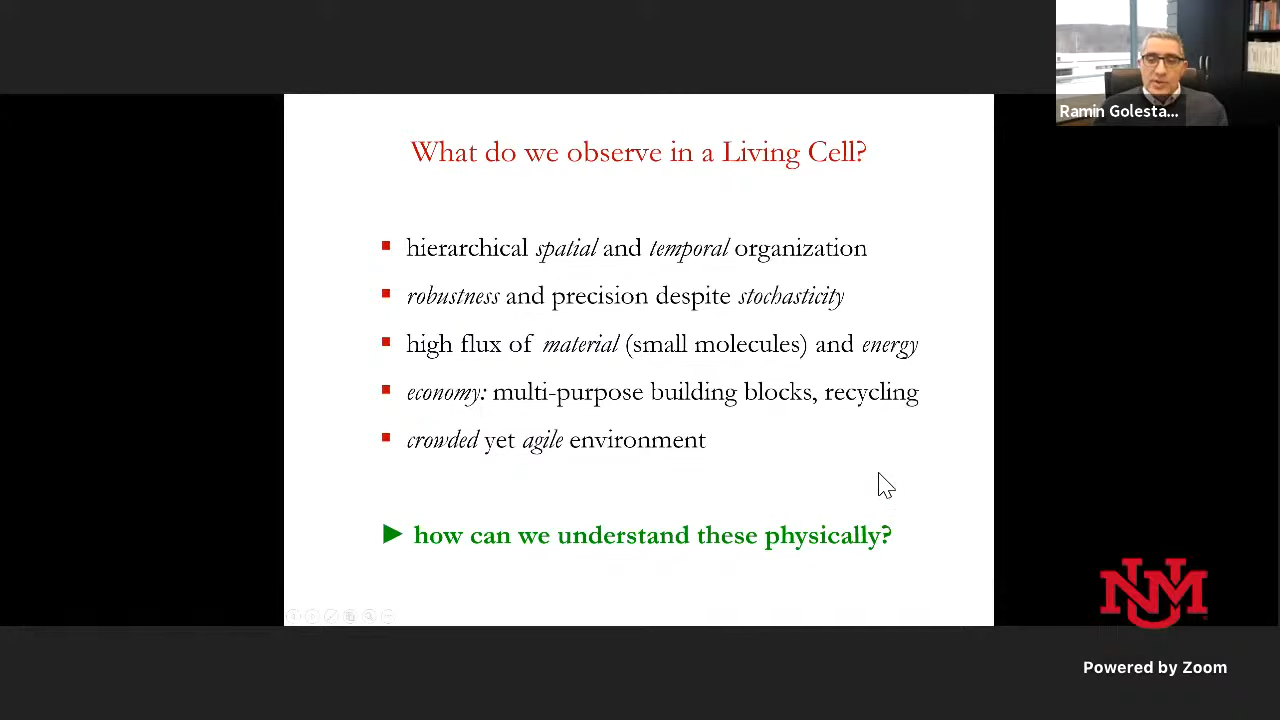 Ramin Golesta...
What do we observe in a Living Cell?
hierarchical spatial and temporal organization
robustness and precision despite stochasticity
high flux of material (small molecules) and energy
economy: multi-purpose building blocks, recycling
crowded yet agile environment
► how can we understand these physically?
UNM
Powered by Zoom